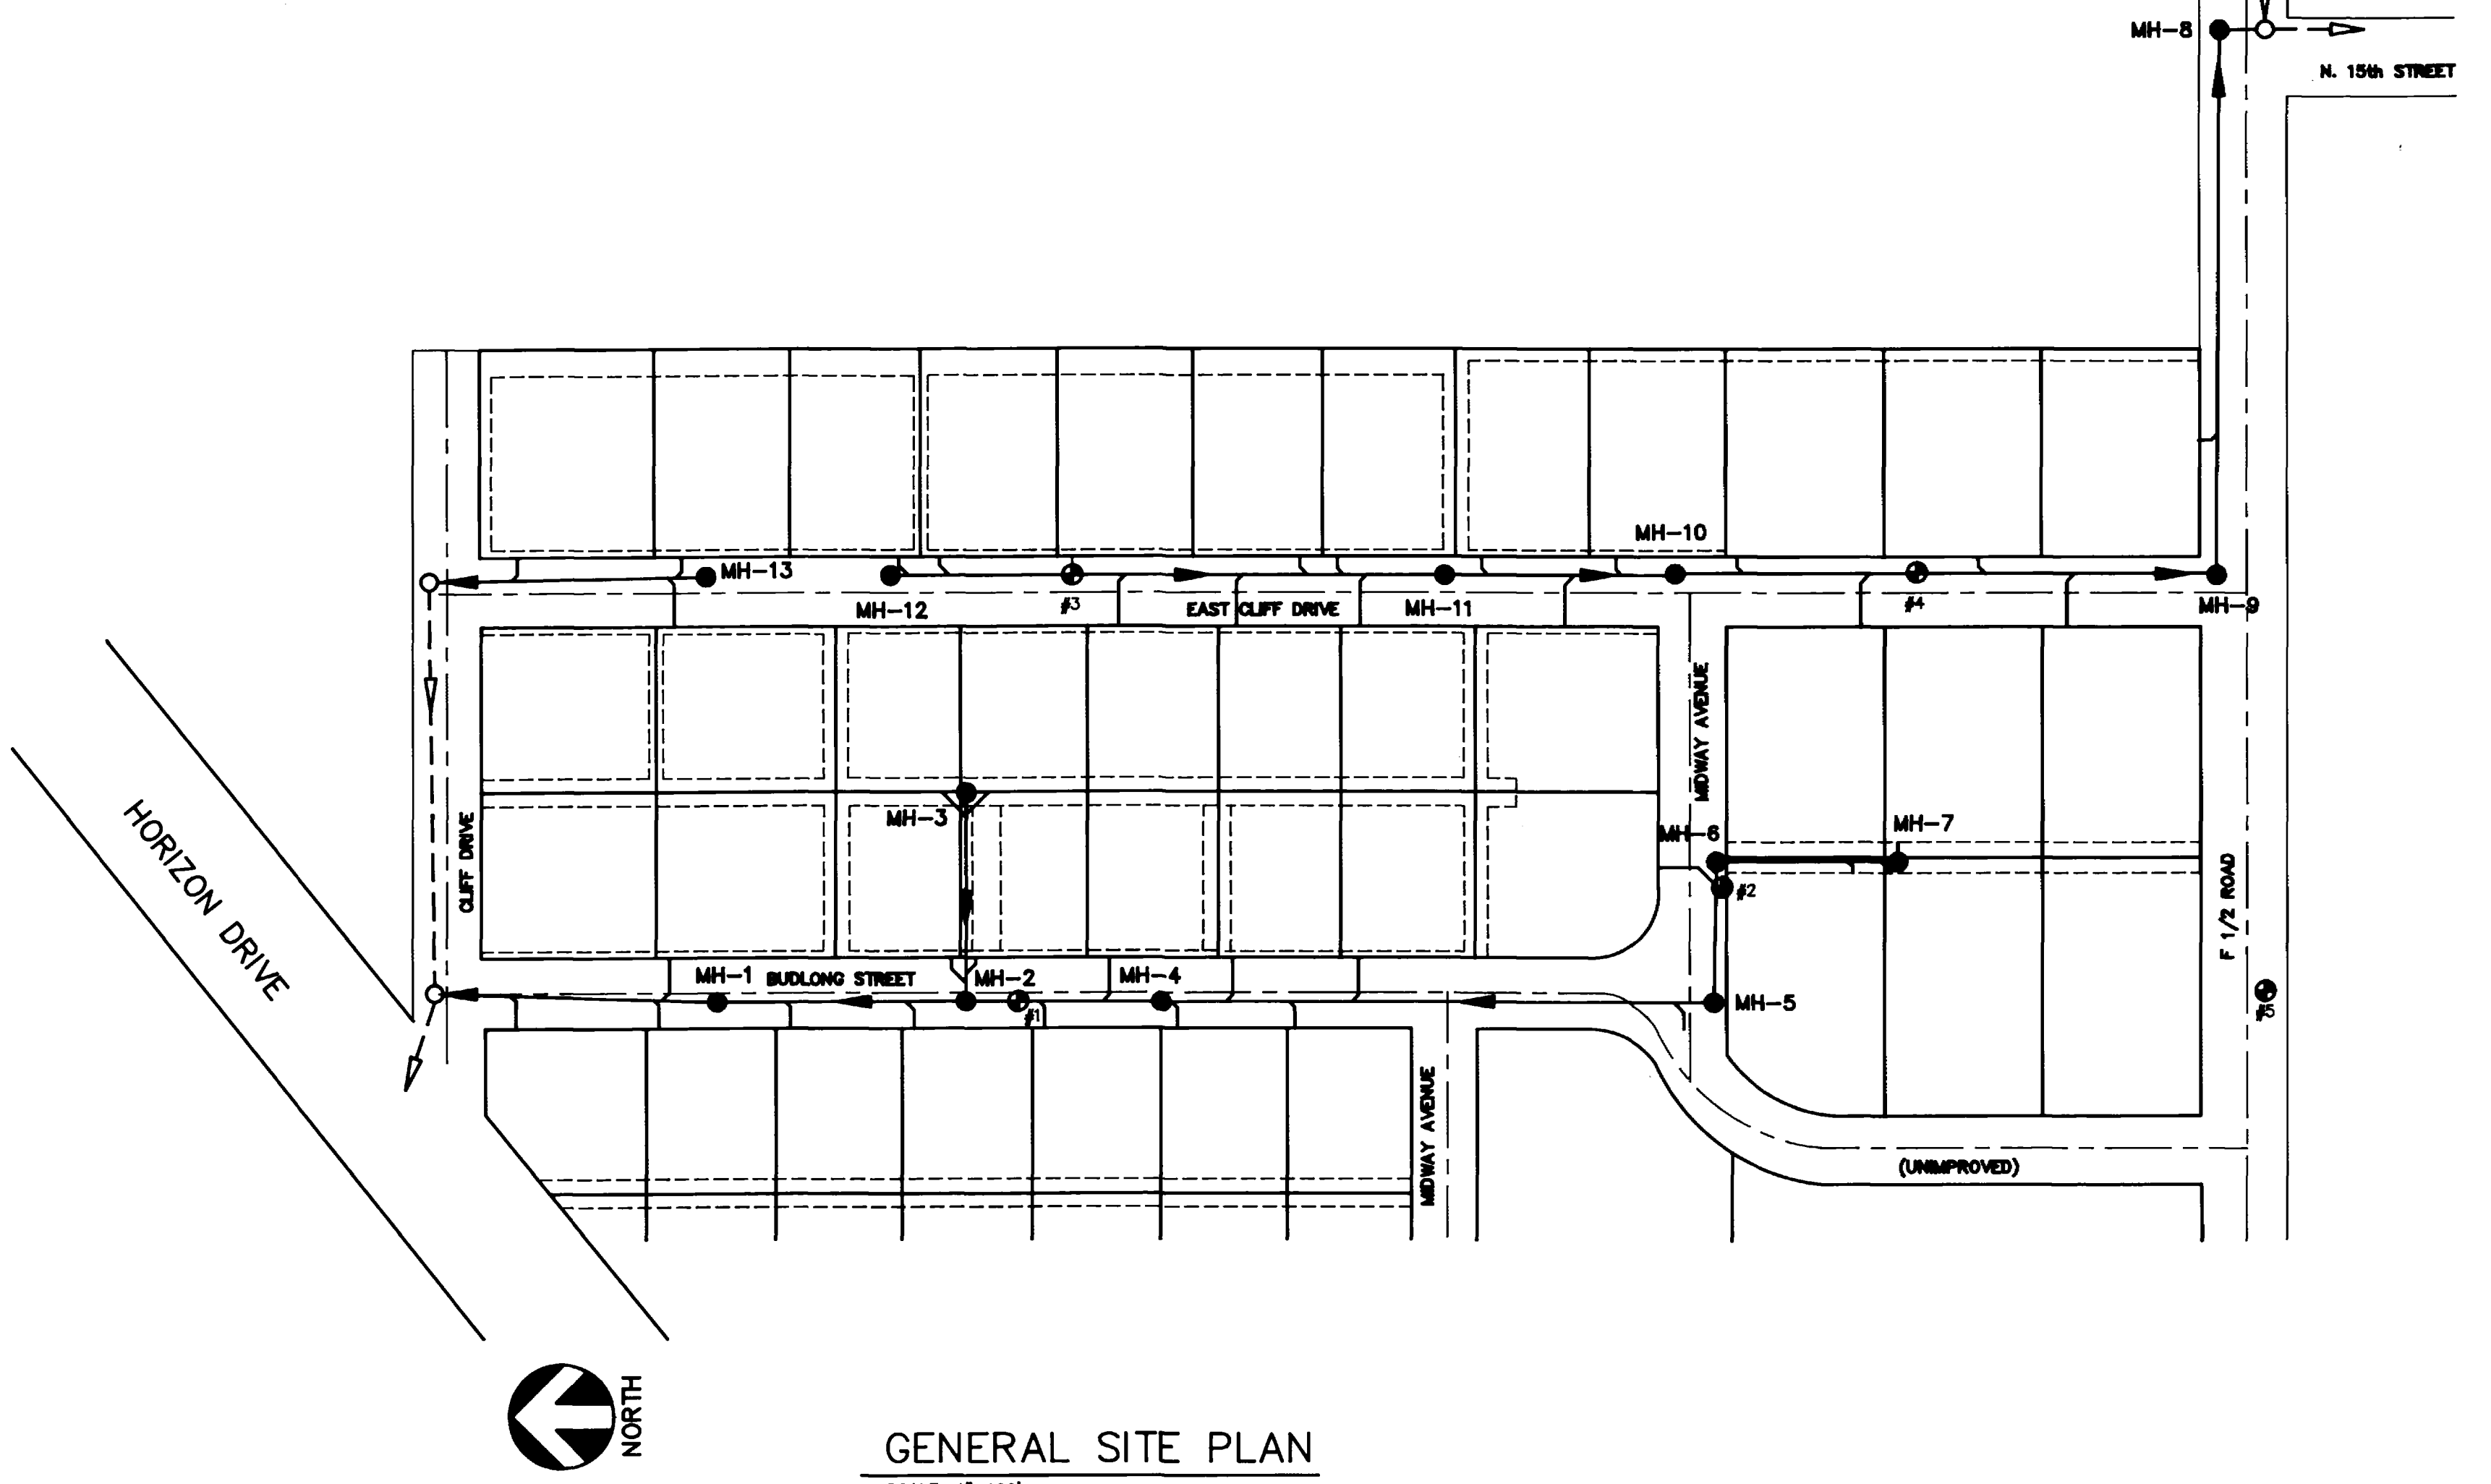 MH-8
N. 15th STREET
MH-10
MH-13
MH-12
#3
EAST CLIFF DRIVE
MH-11
#4
MH-9
MIDWAY AVENUE
HORIZON DRIVE
CLIFF DRIVE
MH-3
MH-6
MH-7
#2
F 1/2 ROAD
MH-1
BUDLONG STREET
MH-2
MH-4
#1
MH-5
#5
MIDWAY AVENUE
(UNIMPROVED)
NORTH
GENERAL SITE PLAN